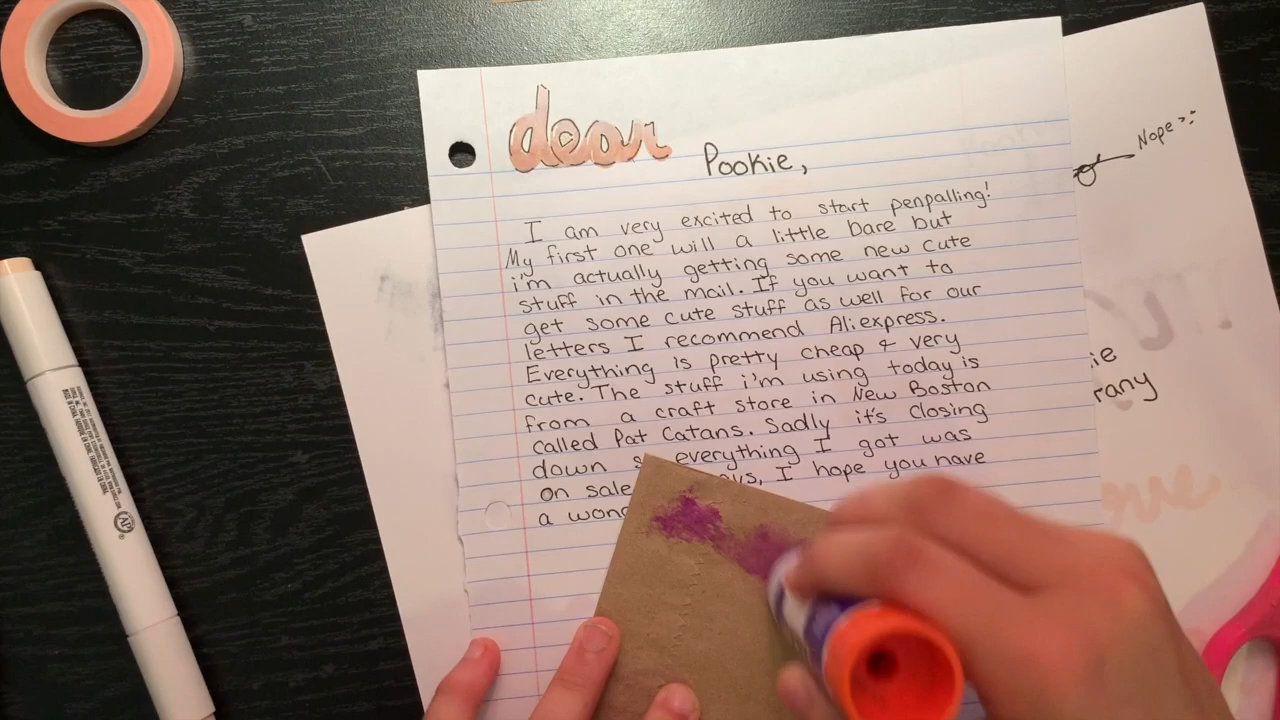 dear Pookie,
I am very excited to start penpalling!
My first one will a little bare but
i'm actually getting some new cute
stuff in the mail. If you want to
get some cute stuff as well for our
letters I recommend Aliexpress.
Everything is pretty cheap & very
cute. The stuff i'm using today is
from a craft store in New Boston
called Pat Catans. Sadly it's closing
down everything I got was
on sale I hope you have
a
Nope >:
AP